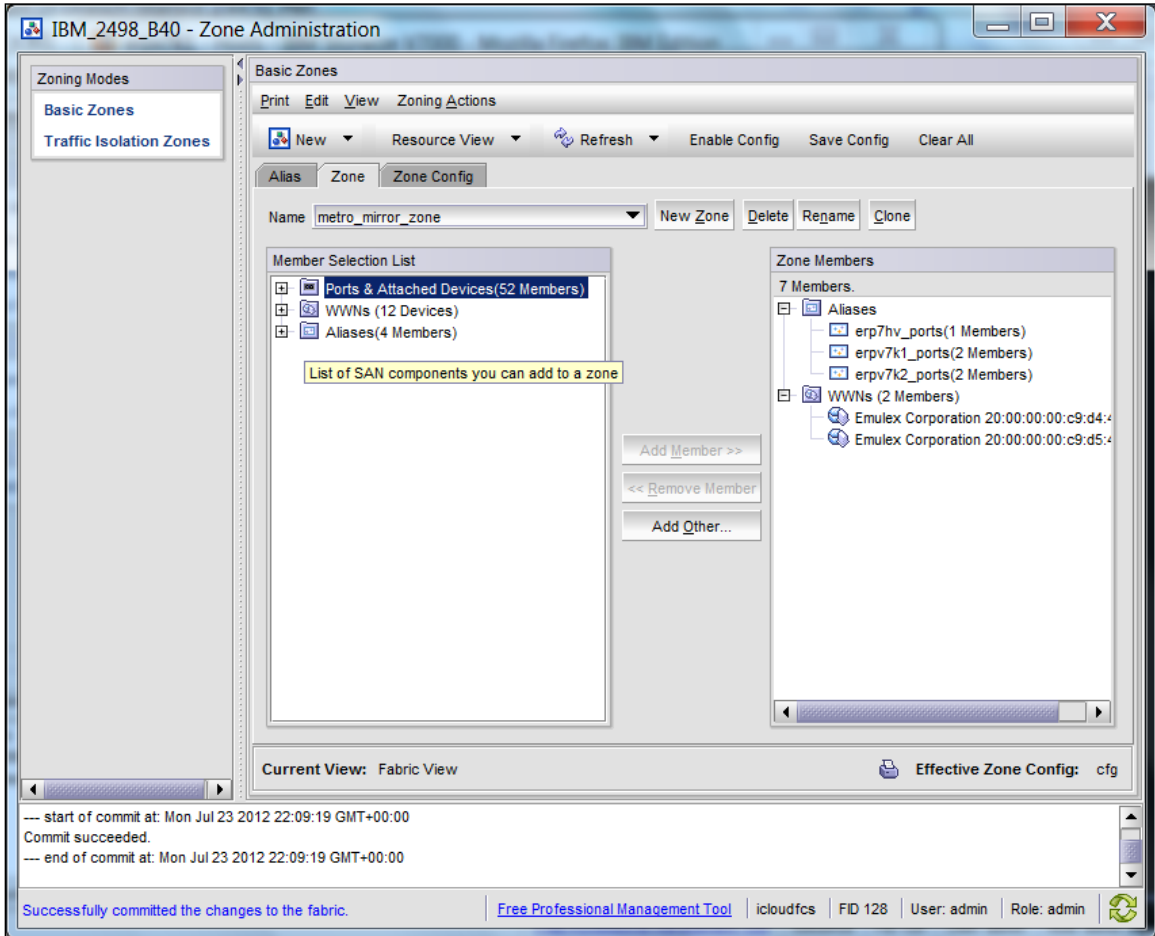 IBM_2498_B40 - Zone Administration
Zoning Modes
Basic Zones
Traffic Isolation Zones
Basic Zones
Print Edit View Zoning Actions
New Resource View Refresh Enable Config Save Config Clear All
Alias Zone Zone Config
Name metro_mirror_zone New Zone Delete Rename Clone
Member Selection List
Ports & Attached Devices(52 Members)
WWNs (12 Devices)
Aliases(4 Members)
List of SAN components you can add to a zone
Add Member >>
<< Remove Member
Add Other...
Zone Members
7 Members.
Aliases
erp7hv_ports(1 Members)
erpv7k1_ports(2 Members)
erpv7k2_ports(2 Members)
WWNs (2 Members)
Emulex Corporation 20:00:00:00:c9:d4:4
Emulex Corporation 20:00:00:00:c9:d5:4
Current View: Fabric View
Effective Zone Config: cfg
--- start of commit at: Mon Jul 23 2012 22:09:19 GMT+00:00
Commit succeeded.
--- end of commit at: Mon Jul 23 2012 22:09:19 GMT+00:00
Successfully committed the changes to the fabric.
Free Professional Management Tool icloudfcs FID 128 User: admin Role: admin